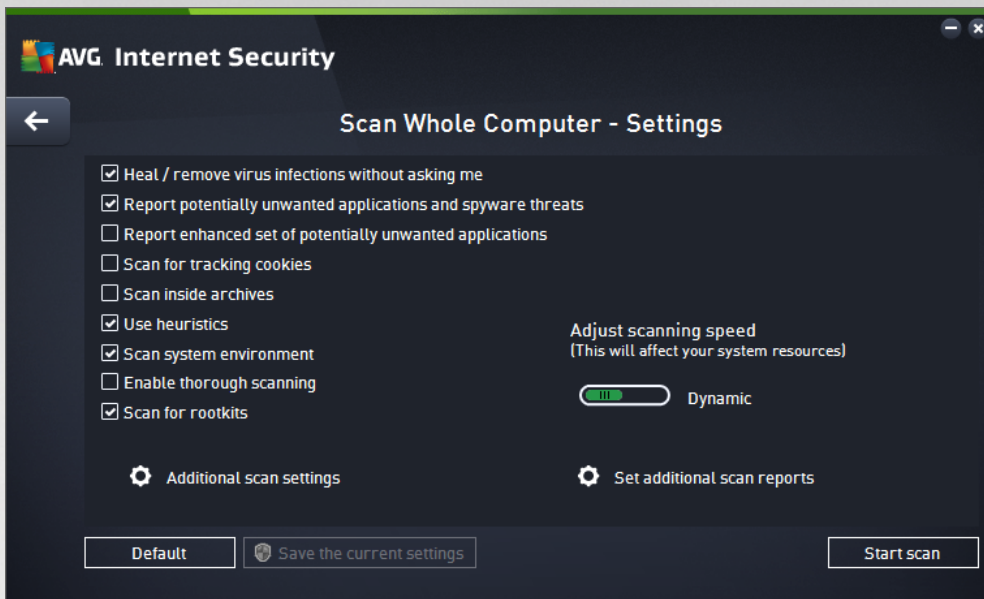 AVG. Internet Security
Scan Whole Computer - Settings
Heal / remove virus infections without asking me
Report potentially unwanted applications and spyware threats
Report enhanced set of potentially unwanted applications
Scan for tracking cookies
Scan inside archives
Use heuristics
Scan system environment
Enable thorough scanning
Scan for rootkits
Adjust scanning speed
(This will affect your system resources)
Dynamic
Additional scan settings
Set additional scan reports
Default
Save the current settings
Start scan